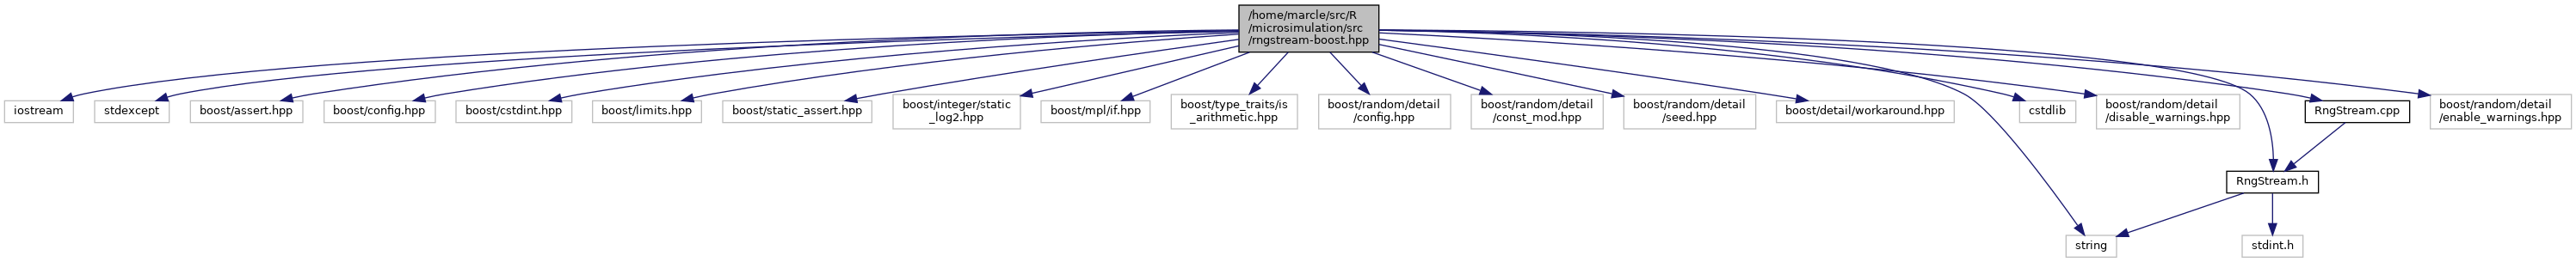 /home/marcle/src/R
/microsimulation/src
/rngstream-boost.hpp
iostream
stdexcept
boost/assert.hpp
boost/config.hpp
boost/cstdint.hpp
boost/limits.hpp
boost/static_assert.hpp
boost/integer/static
_log2.hpp
boost/mpl/if.hpp
boost/type_traits/is
_arithmetic.hpp
boost/random/detail
/config.hpp
boost/random/detail
/const_mod.hpp
boost/random/detail
/seed.hpp
boost/detail/workaround.hpp
cstdlib
boost/random/detail
/disable_warnings.hpp
RngStream.cpp
boost/random/detail
/enable_warnings.hpp
RngStream.h
string
stdint.h